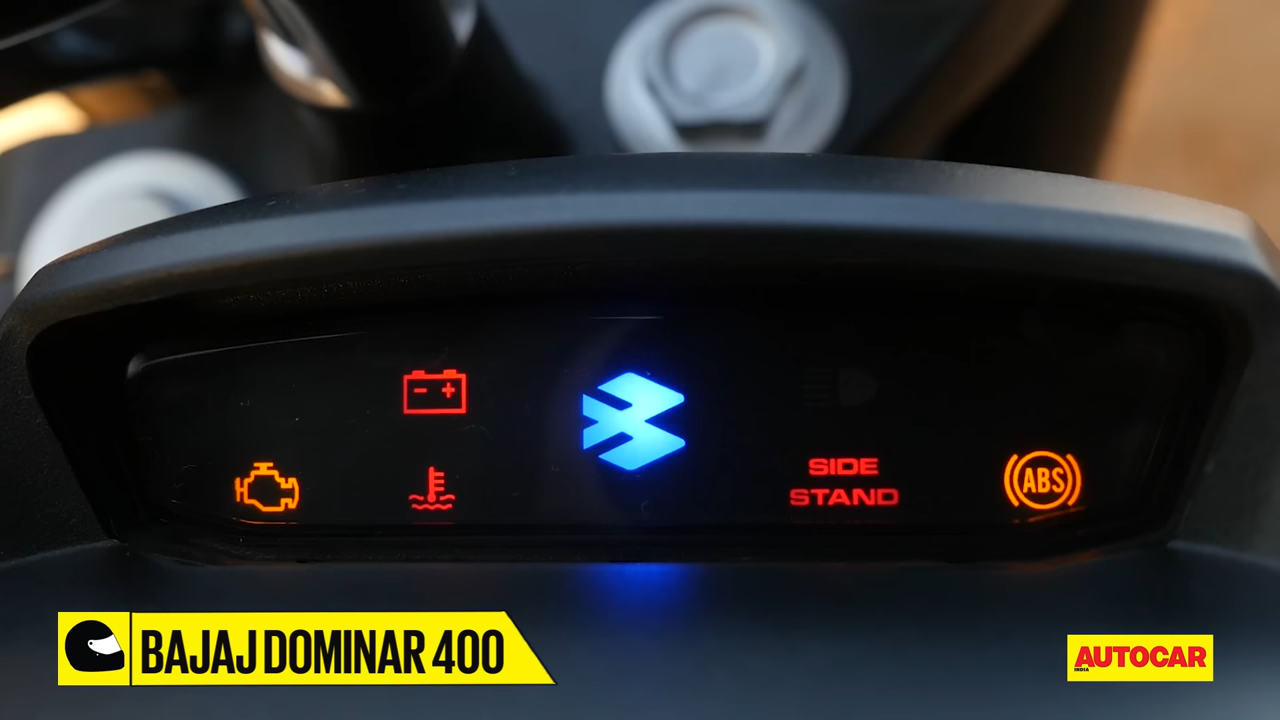 SIDE
STAND
ABS
BAJAJ DOMINAR 400
AUTOCAR
INDIA